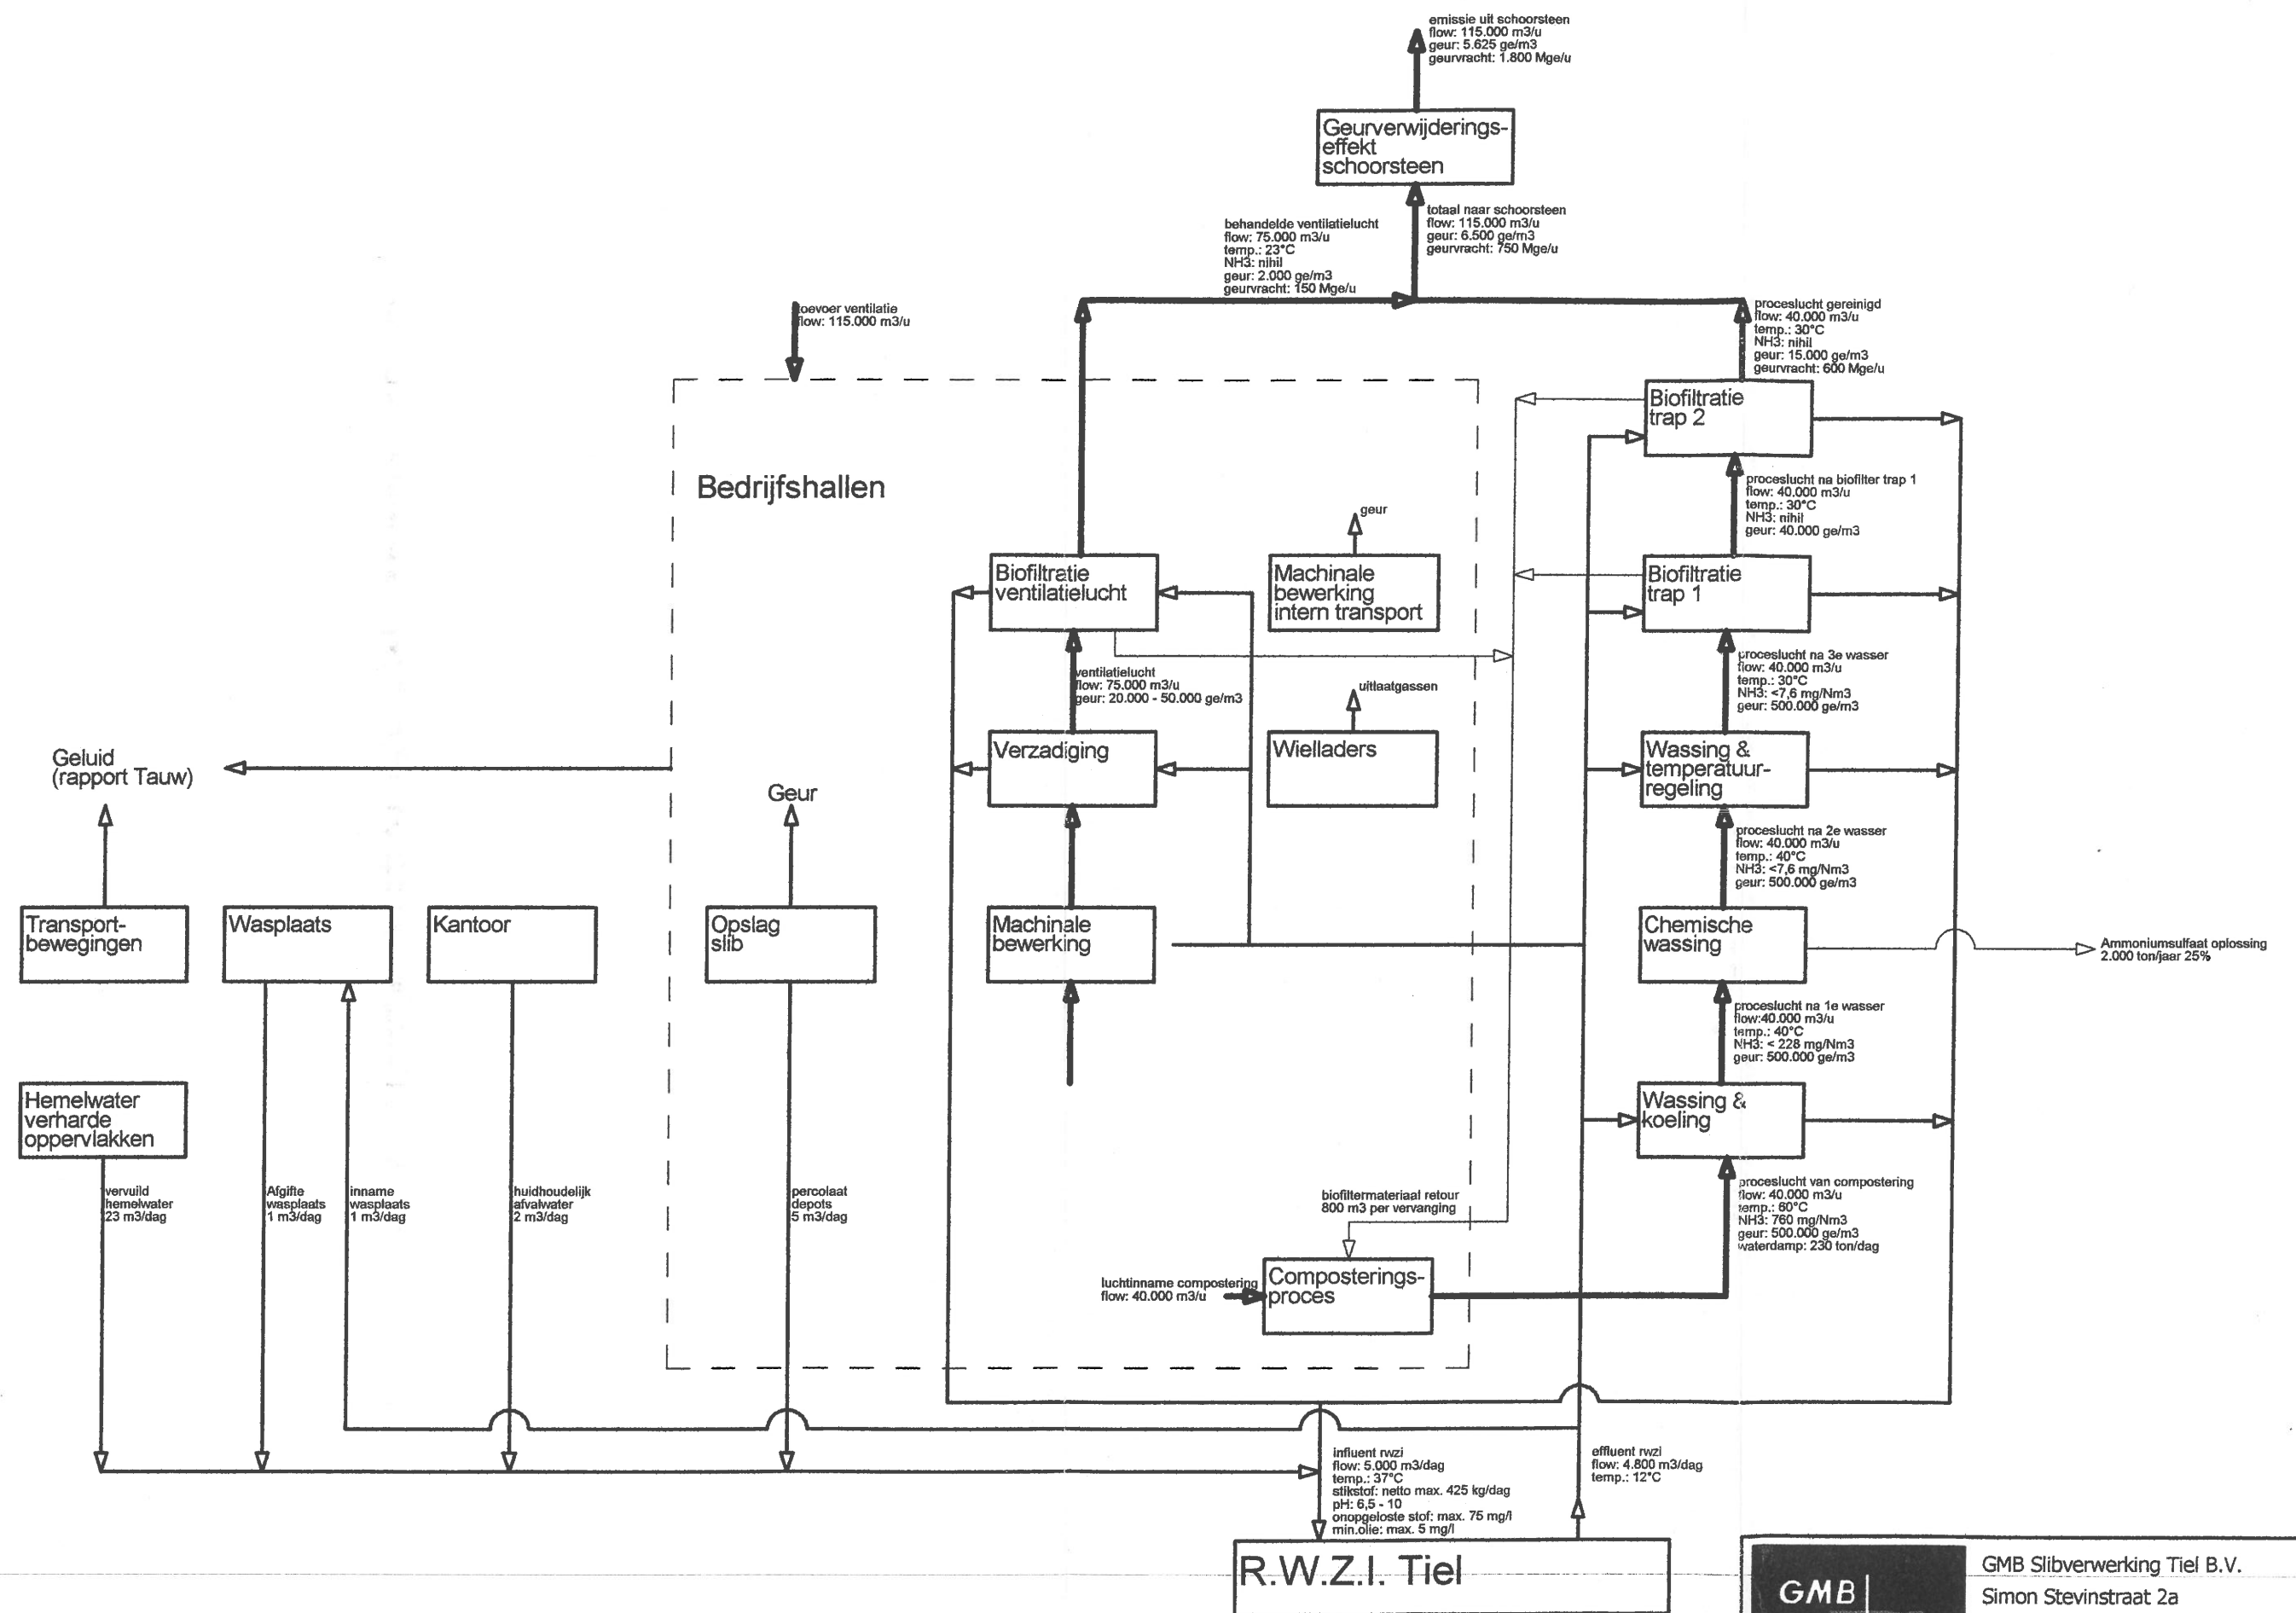 emissie uit schoorsteen
flow: 115.000 m3/u
geur: 5.625 ge/m3
geurvracht: 1.800 Mge/u
Geurverwijderings-
effekt
schoorsteen
behandelde ventilatielucht
flow: 75.000 m3/u
temp.: 23°C
NH3: nihil
geur: 2.000 ge/m3
geurvracht: 150 Mge/u
totaal naar schoorsteen
flow: 115.000 m3/u
geur: 6.500 ge/m3
geurvracht: 750 Mge/u
toevoer ventilatie
flow: 115.000 m3/u
proceslucht gereinigd
flow: 40.000 m3/u
temp.: 30°C
NH3: nihil
geur: 15.000 ge/m3
geurvracht: 600 Mge/u
Biofiltratie
trap 2
Bedrijfshallen
proceslucht na biofilter trap 1
flow: 40.000 m3/u
temp.: 30°C
NH3: nihil
geur: 40.000 ge/m3
geur
Biofiltratie
ventilatielucht
Machinale
bewerking
intern transport
Biofiltratie
trap 1
ventilatielucht
flow: 75.000 m3/u
geur: 20.000 - 50.000 ge/m3
uitlaatgassen
proceslucht na 3e wasser
flow: 40.000 m3/u
temp.: 30°C
NH3: <7,6 mg/Nm3
geur: 500.000 ge/m3
Geluid
(rapport Tauw)
Geur
Verzadiging
Wielladers
Wassing &
temperatuur-
regeling
proceslucht na 2e wasser
flow: 40.000 m3/u
temp.: 40°C
NH3: <7,6 mg/Nm3
geur: 500.000 ge/m3
Transport-
bewegingen
Wasplaats
Kantoor
Opslag
slib
Machinale
bewerking
Chemische
wassing
Ammoniumsulfaat oplossing
2.000 ton/jaar 25%
proceslucht na 1e wasser
flow:40.000 m3/u
temp.: 40°C
NH3: < 228 mg/Nm3
geur: 500.000 ge/m3
Hemelwater
verharde
oppervlakken
Wassing &
koeling
vervuild
hemelwater
23 m3/dag
Afgifte
wasplaats
1 m3/dag
inname
wasplaats
1 m3/dag
huidhoudelijk
afvalwater
2 m3/dag
percolaat
depots
5 m3/dag
biofiltermateriaal retour
800 m3 per vervanging
proceslucht van compostering
flow: 40.000 m3/u
temp.: 60°C
NH3: 760 mg/Nm3
geur: 500.000 ge/m3
waterdamp: 230 ton/dag
luchtinname compostering
flow: 40.000 m3/u
Composterings-
proces
influent rwzi
flow: 5.000 m3/dag
temp.: 37°C
stikstof: netto max. 425 kg/dag
pH: 6,5 - 10
onopgeloste stof: max. 75 mg/l
min.olie: max. 5 mg/l
effluent rwzi
flow: 4.800 m3/dag
temp.: 12°C
R.W.Z.I. Tiel
GMB
GMB Slibverwerking Tiel B.V.
Simon Stevinstraat 2a